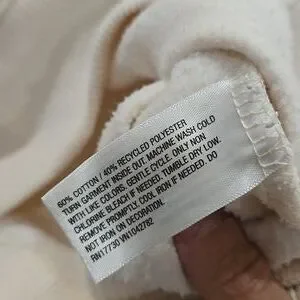 60% COTTON / 40% RECYCLED POLYESTER
TURN GARMENT INSIDE OUT. MACHINE WASH COLD
WITH LIKE COLORS. GENTLE CYCLE. ONLY NON
CHLORINE BLEACH IF NEEDED. TUMBLE DRY LOW.
REMOVE PROMPTLY. COOL IRON IF NEEDED. DO
NOT IRON ON DECORATION.
RN17730 VN1042782